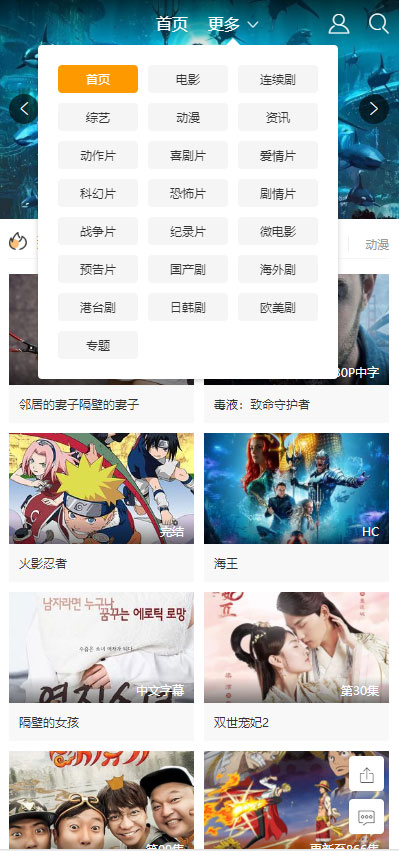 首页 更多
首页 电影 连续剧
综艺 动漫 资讯
动作片 喜剧片 爱情片
科幻片 恐怖片 剧情片
战争片 纪录片 微电影
预告片 国产剧 海外剧
港台剧 日韩剧 欧美剧
专题
动漫
30P中字
邻居的妻子隔壁的妻子 毒液：致命守护者
完结 HC
火影忍者 海王
남자라면 누구나
꿈꾸는 에로틱 로망
中文字幕 第30集
隔壁的女孩 双世宠妃2